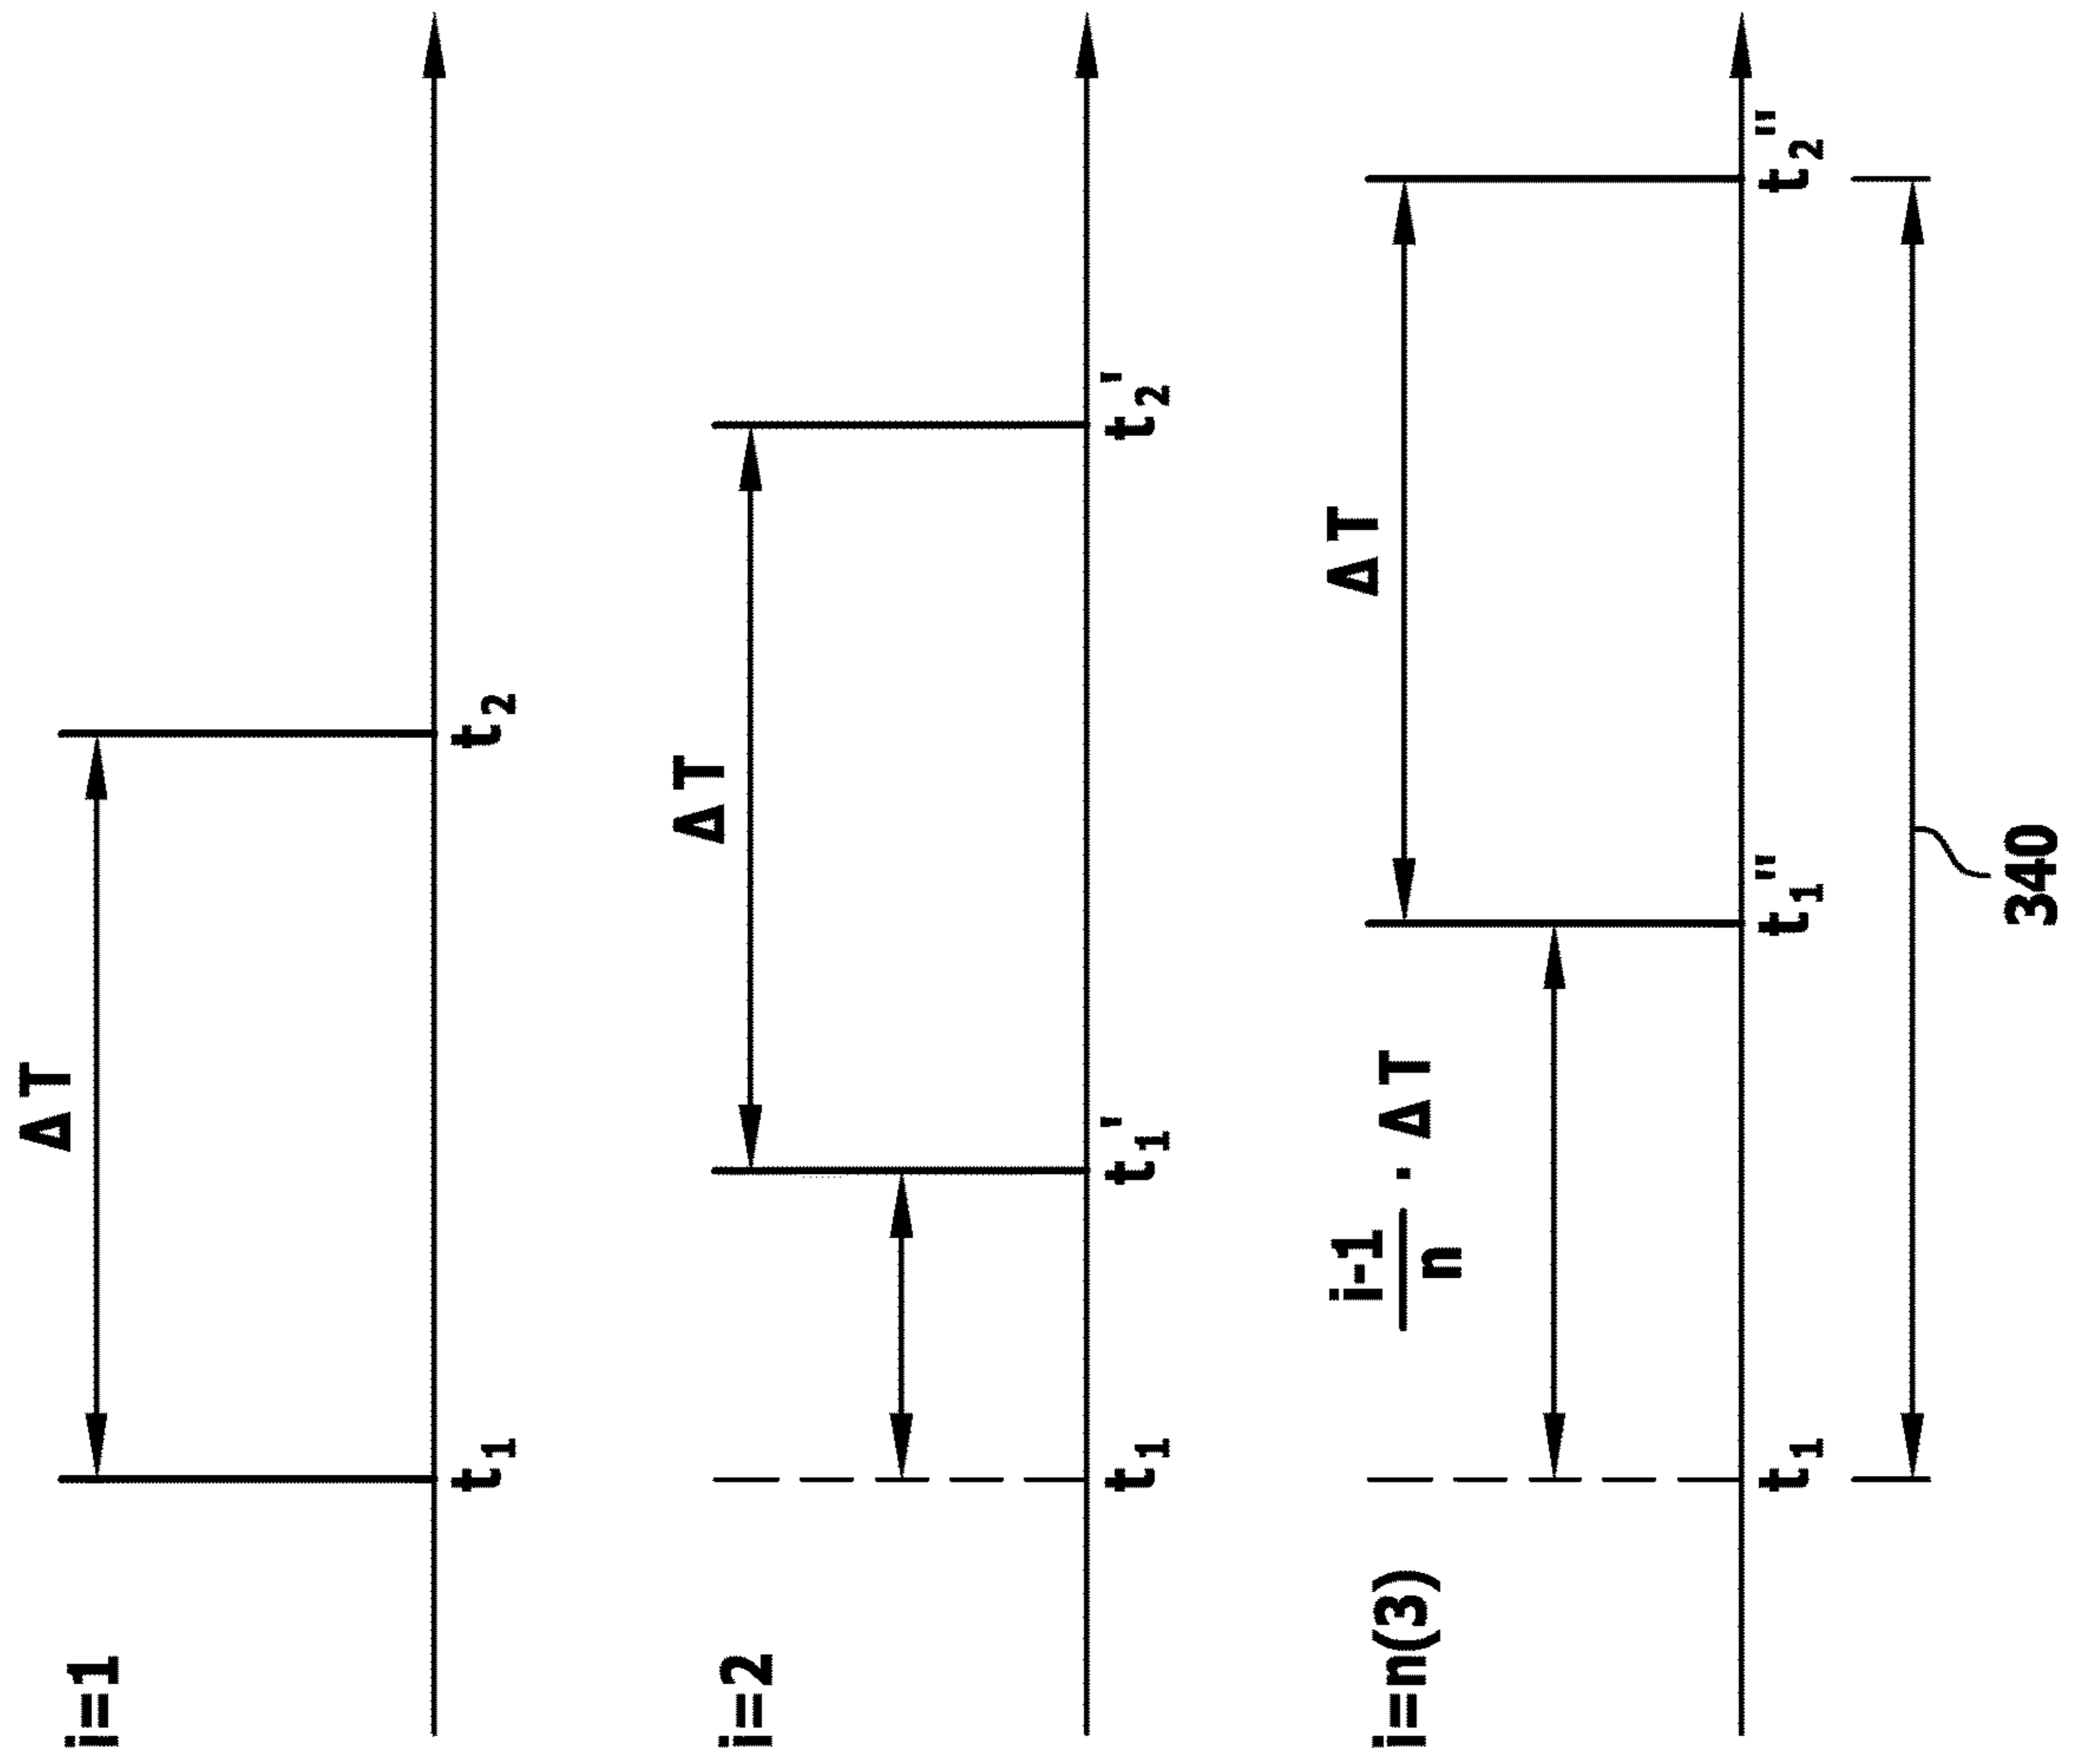 i=1
ΔT
t₁
t₂
i=2
ΔT
t₁
t₁'
t₂'
i=n(3)
i-1/n · ΔT
ΔT
t₁
t₁"
t₂"
340